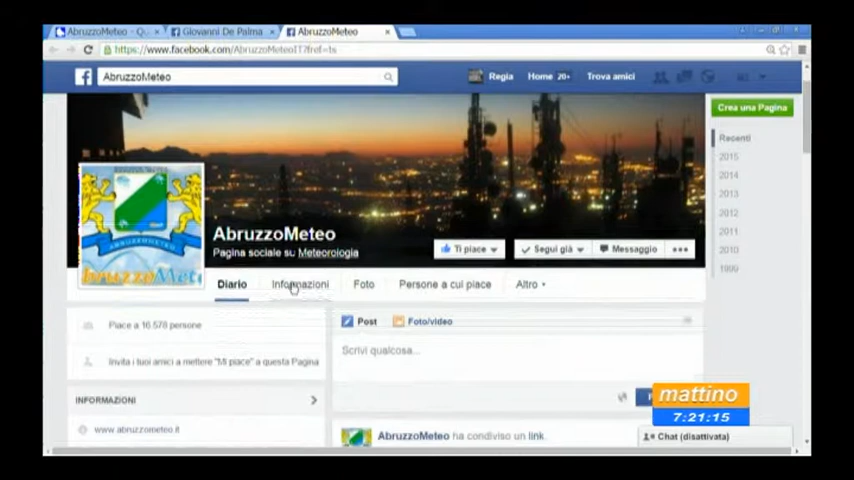 AbruzzoMeteo - Q
Giovanni De Palma
AbruzzoMeteo
https://www.facebook.com/AbruzzoMeteoIT?fref=ts
AbruzzoMeteo
Regia
Home 20+
Trova amici
Crea una Pagina
Recenti
2015
2014
2013
2012
2011
2010
1999
ABRUZZOMETEO
bruzzoMet
AbruzzoMeteo
Pagina sociale su Meteorologia
Ti piace
Segui già
Messaggio
Diario
Informazioni
Foto
Persone a cui piace
Altro
Piace a 16.578 persone
Post
Foto/video
Invita i tuoi amici a mettere "Mi piace" a questa Pagina
Scrivi qualcosa...
INFORMAZIONI
www.abruzzometeo.it
AbruzzoMeteo ha condiviso un link.
mattino
7:21:15
Chat (disattivata)